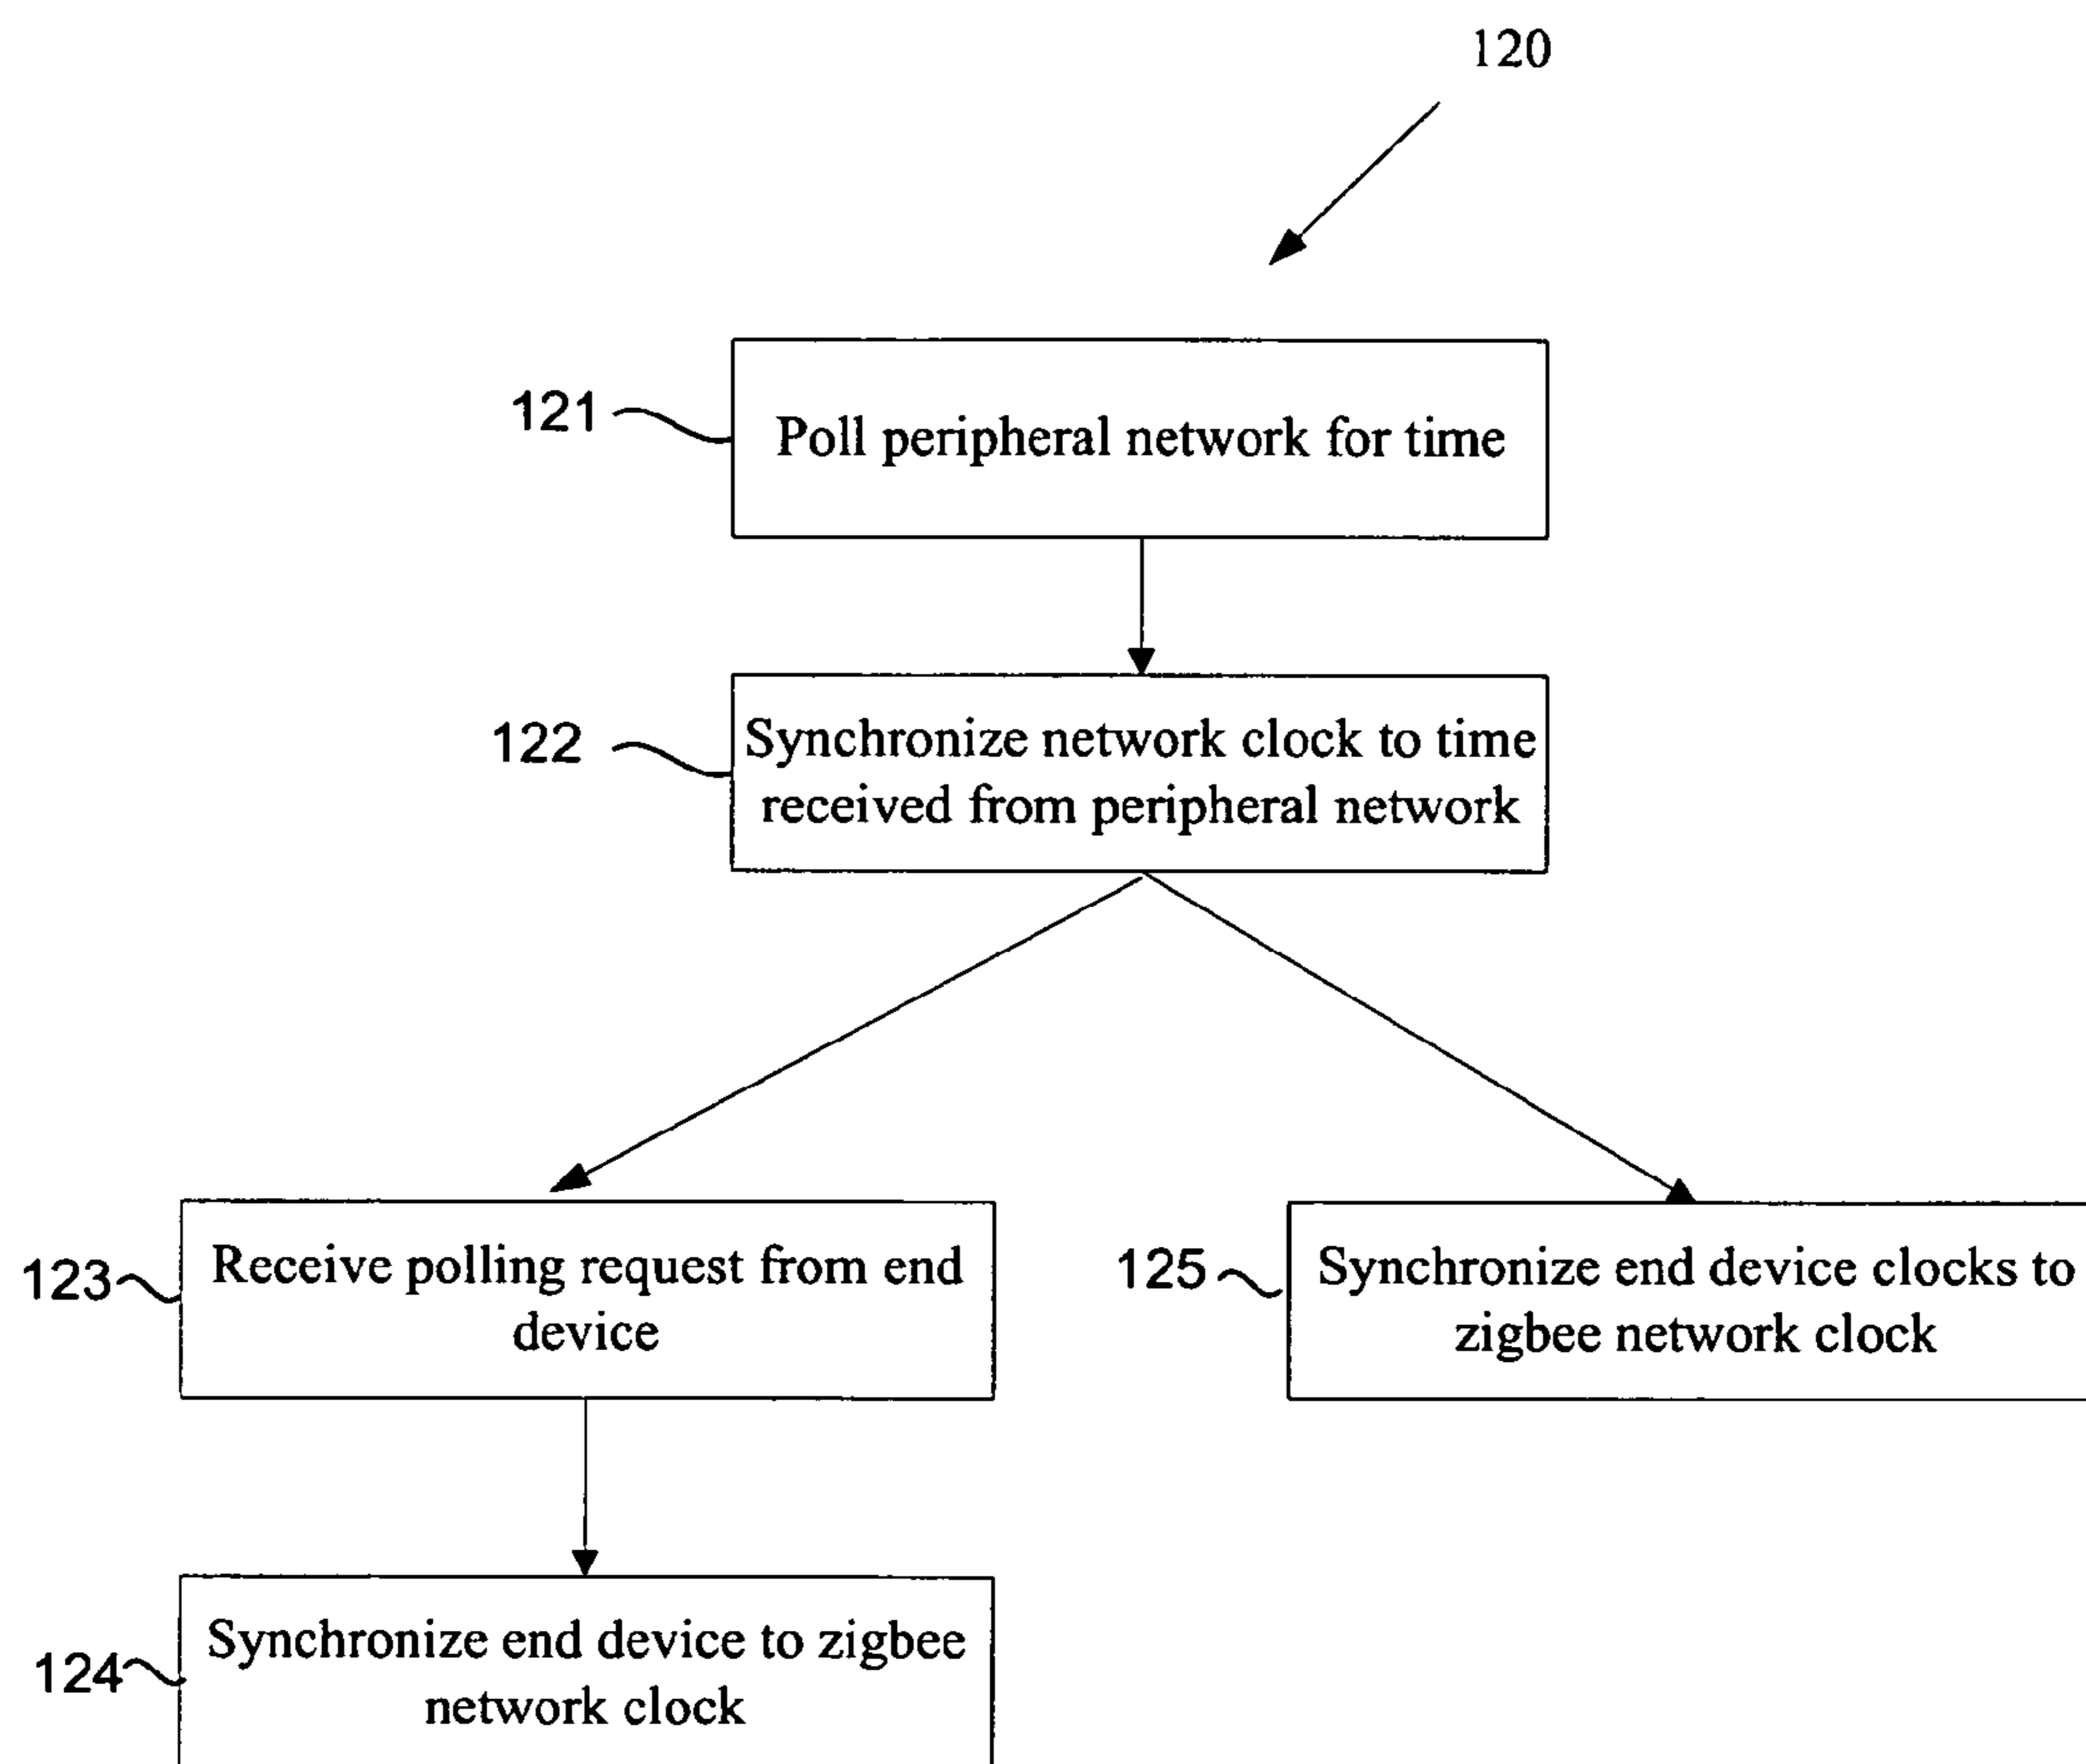 120
121
Poll peripheral network for time
122
Synchronize network clock to time
received from peripheral network
123
Receive polling request from end
device
125
Synchronize end device clocks to
zigbee network clock
124
Synchronize end device to zigbee
network clock